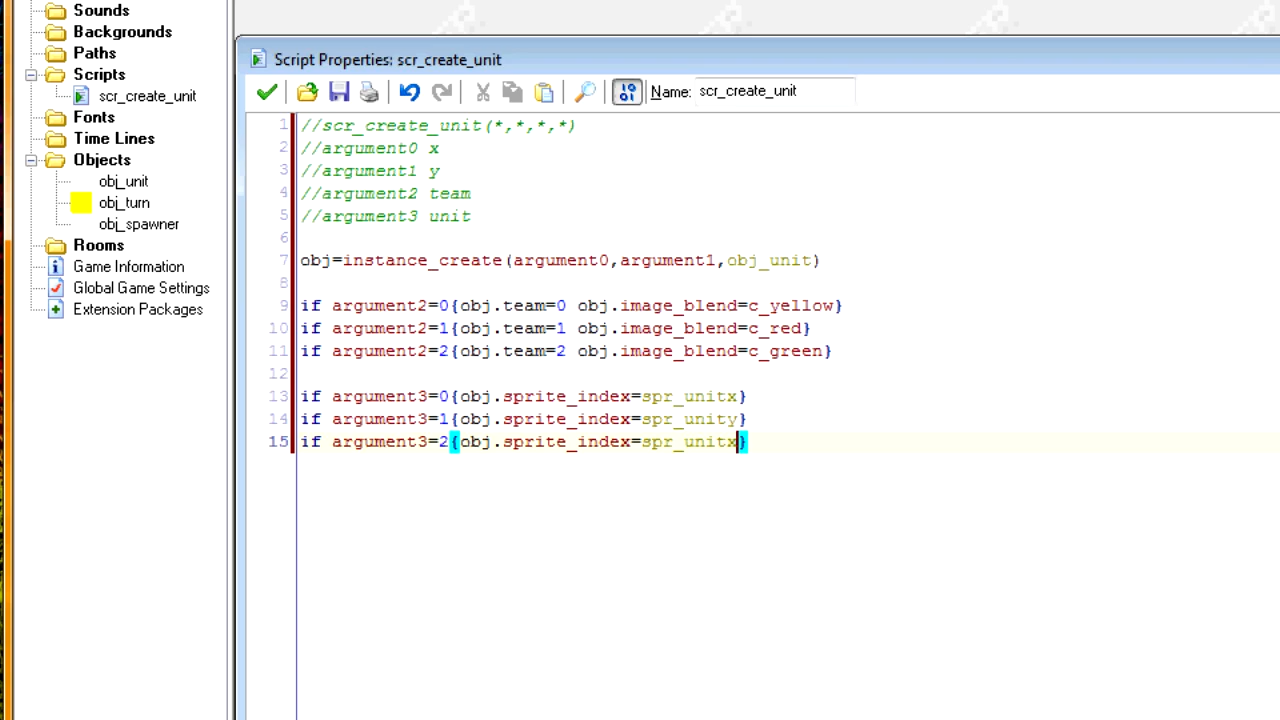 Sounds
Backgrounds
Paths
Scripts
scr_create_unit
Fonts
Time Lines
Objects
obj_unit
obj_turn
obj_spawner
Rooms
Game Information
Global Game Settings
Extension Packages
Script Properties: scr_create_unit
Name: scr_create_unit
1 //scr_create_unit(*,*,*,*)
2 //argument0 x
3 //argument1 y
4 //argument2 team
5 //argument3 unit
6
7 obj=instance_create(argument0,argument1,obj_unit)
8
9 if argument2=0{obj.team=0 obj.image_blend=c_yellow}
10 if argument2=1{obj.team=1 obj.image_blend=c_red}
11 if argument2=2{obj.team=2 obj.image_blend=c_green}
12
13 if argument3=0{obj.sprite_index=spr_unitx}
14 if argument3=1{obj.sprite_index=spr_unity}
15 if argument3=2{obj.sprite_index=spr_unitx}